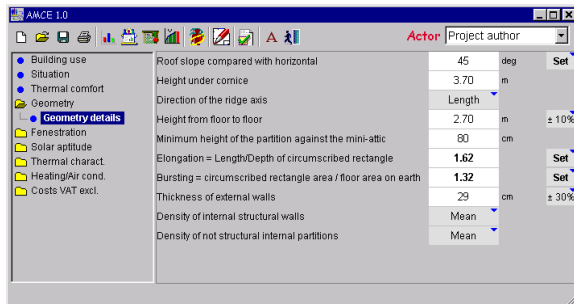 AMCE 1.0
A
Actor Project author
Building use
Situation
Thermal comfort
Geometry
Geometry details
Fenestration
Solar aptitude
Thermal charact.
Heating/Air cond.
Costs VAT excl.
Roof slope compared with horizontal 45 deg Set
Height under cornice 3.70 m
Direction of the ridge axis Length
Height from floor to floor 2.70 m ± 10%
Minimum height of the partition against the mini-attic 80 cm
Elongation = Length/Depth of circumscribed rectangle 1.62 Set
Bursting = circumscribed rectangle area / floor area on earth 1.32 Set
Thickness of external walls 29 cm ± 30%
Density of internal structural walls Mean
Density of not structural internal partitions Mean